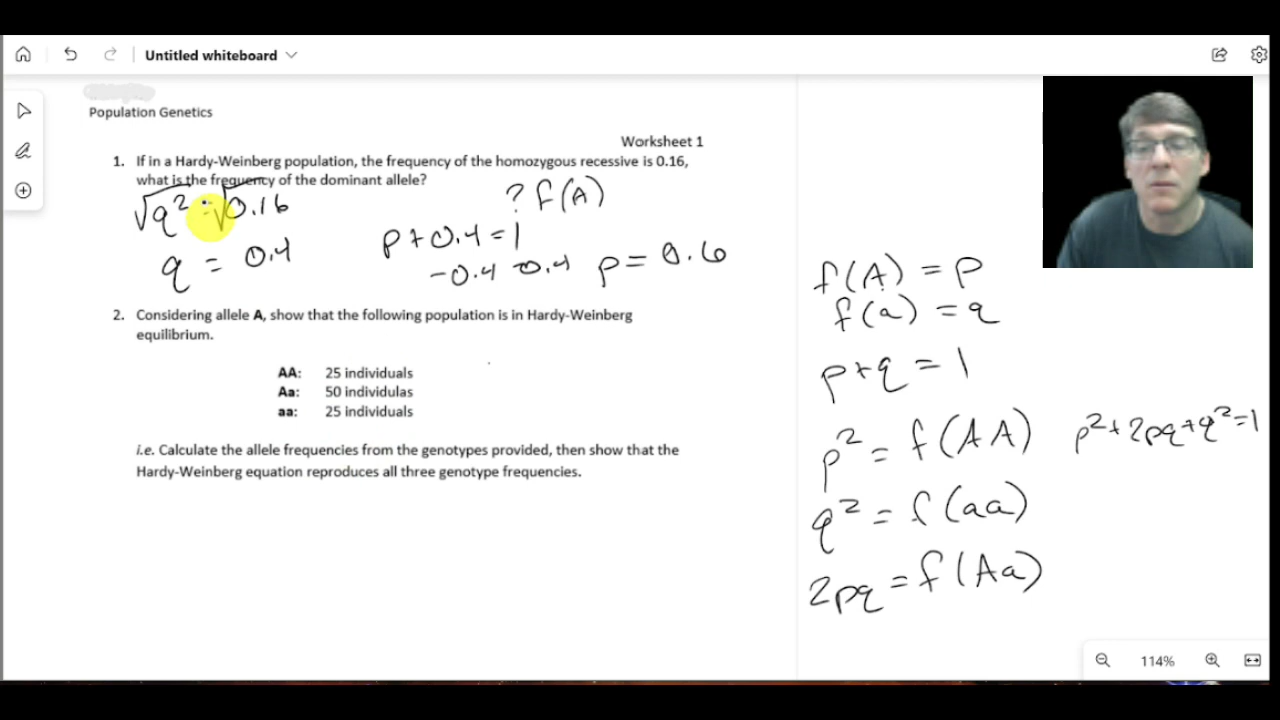 Untitled whiteboard
Population Genetics
Worksheet 1
1. If in a Hardy-Weinberg population, the frequency of the homozygous recessive is 0.16,
what is the frequency of the dominant allele?
√q² = √0.16
? f(A)
q = 0.4
p + 0.4 = 1
-0.4 -0.4
p = 0.6
2. Considering allele A, show that the following population is in Hardy-Weinberg
equilibrium.
AA: 25 individuals
Aa: 50 individulas
aa: 25 individuals
i.e. Calculate the allele frequencies from the genotypes provided, then show that the
Hardy-Weinberg equation reproduces all three genotype frequencies.
f(A) = p
f(a) = q
p+q = 1
p² = f(AA)
p²+2pq+q²=1
q² = f(aa)
2pq = f(Aa)
114%